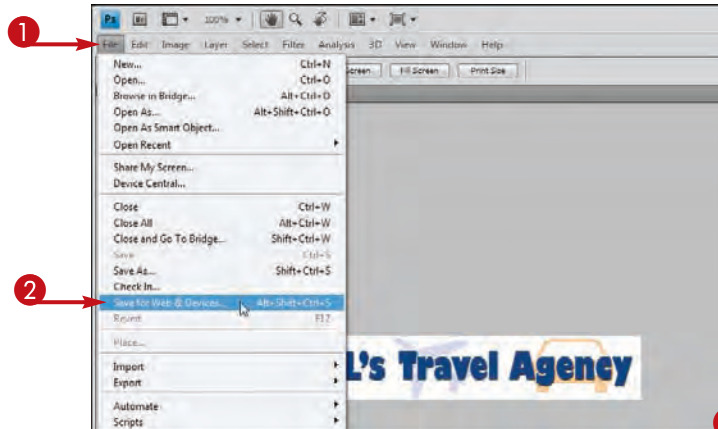 Ps Br 100%
1
File Edit Image Layer Select Filter Analysis 3D View Window Help
Screen Fill Screen Print Size
New... Ctrl+N
Open... Ctrl+O
Browse in Bridge... Alt+Ctrl+O
Open As... Alt+Shift+Ctrl+O
Open As Smart Object...
Open Recent
Share My Screen...
Device Central...
Close Ctrl+W
Close All Alt+Ctrl+W
Close and Go To Bridge... Shift+Ctrl+W
Save Ctrl+S
Save As... Shift+Ctrl+S
Check In...
2
Save for Web & Devices... Alt+Shift+Ctrl+S
Revert F12
Place...
Import
Export
L's Travel Agency
Automate
Scripts